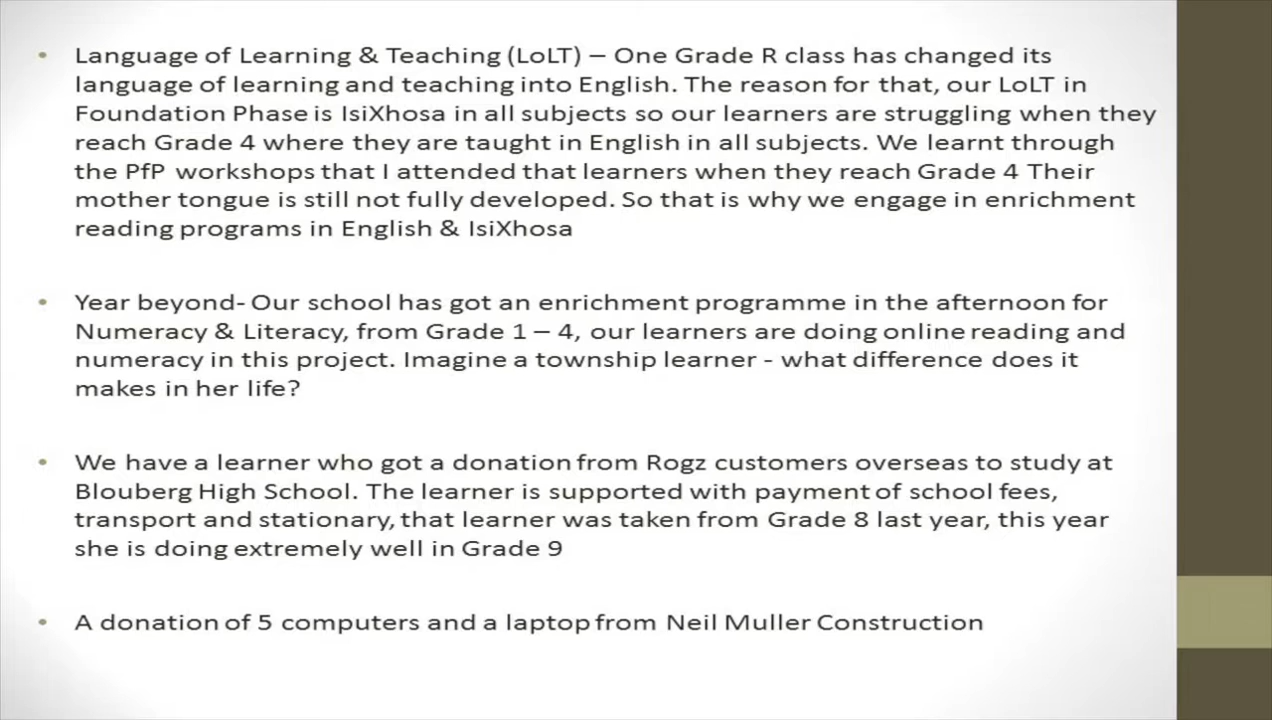 • Language of Learning & Teaching (LoLT) – One Grade R class has changed its
language of learning and teaching into English. The reason for that, our LoLT in
Foundation Phase is IsiXhosa in all subjects so our learners are struggling when they
reach Grade 4 where they are taught in English in all subjects. We learnt through
the PfP workshops that I attended that learners when they reach Grade 4 Their
mother tongue is still not fully developed. So that is why we engage in enrichment
reading programs in English & IsiXhosa
• Year beyond- Our school has got an enrichment programme in the afternoon for
Numeracy & Literacy, from Grade 1 – 4, our learners are doing online reading and
numeracy in this project. Imagine a township learner - what difference does it
makes in her life?
• We have a learner who got a donation from Rogz customers overseas to study at
Blouberg High School. The learner is supported with payment of school fees,
transport and stationary, that learner was taken from Grade 8 last year, this year
she is doing extremely well in Grade 9
• A donation of 5 computers and a laptop from Neil Muller Construction